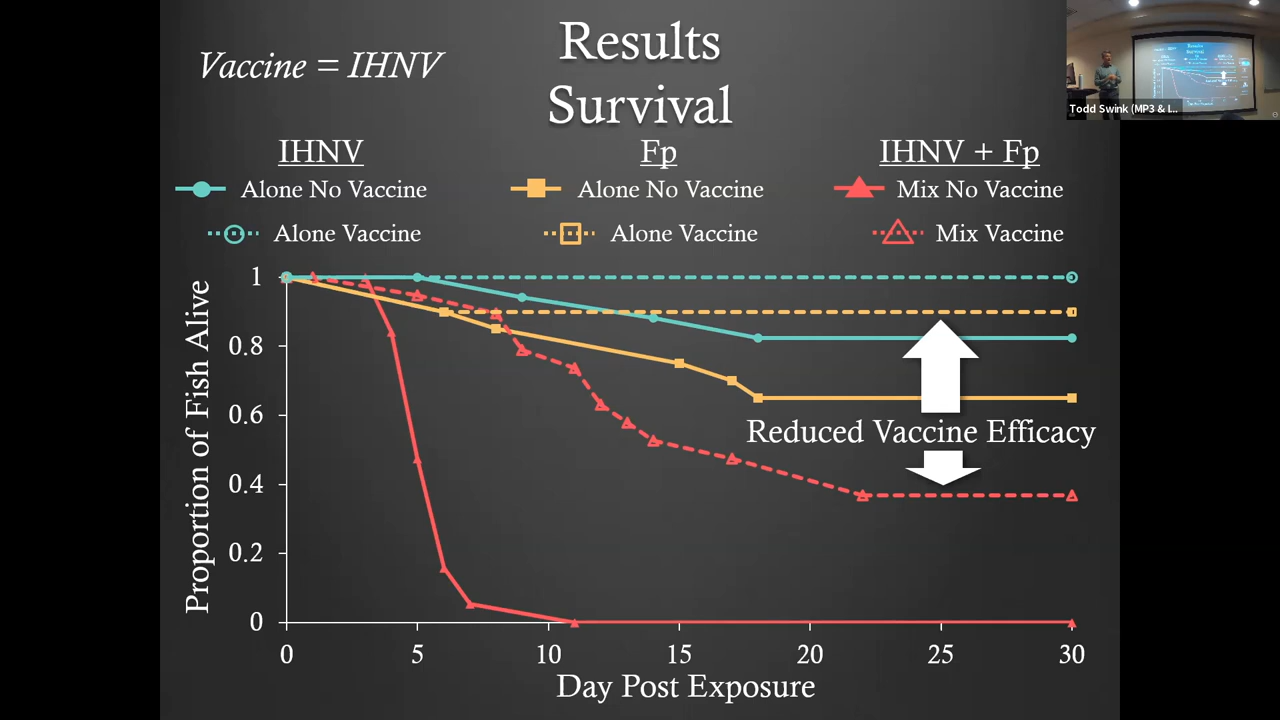 Vaccine = IHNV
Results
Survival
Todd Swink (MP3 & I...
IHNV
Fp
IHNV + Fp
Alone No Vaccine
Alone No Vaccine
Mix No Vaccine
Alone Vaccine
Alone Vaccine
Mix Vaccine
Proportion of Fish Alive
1
0.8
0.6
0.4
0.2
0
Reduced Vaccine Efficacy
0 5 10 15 20 25 30
Day Post Exposure